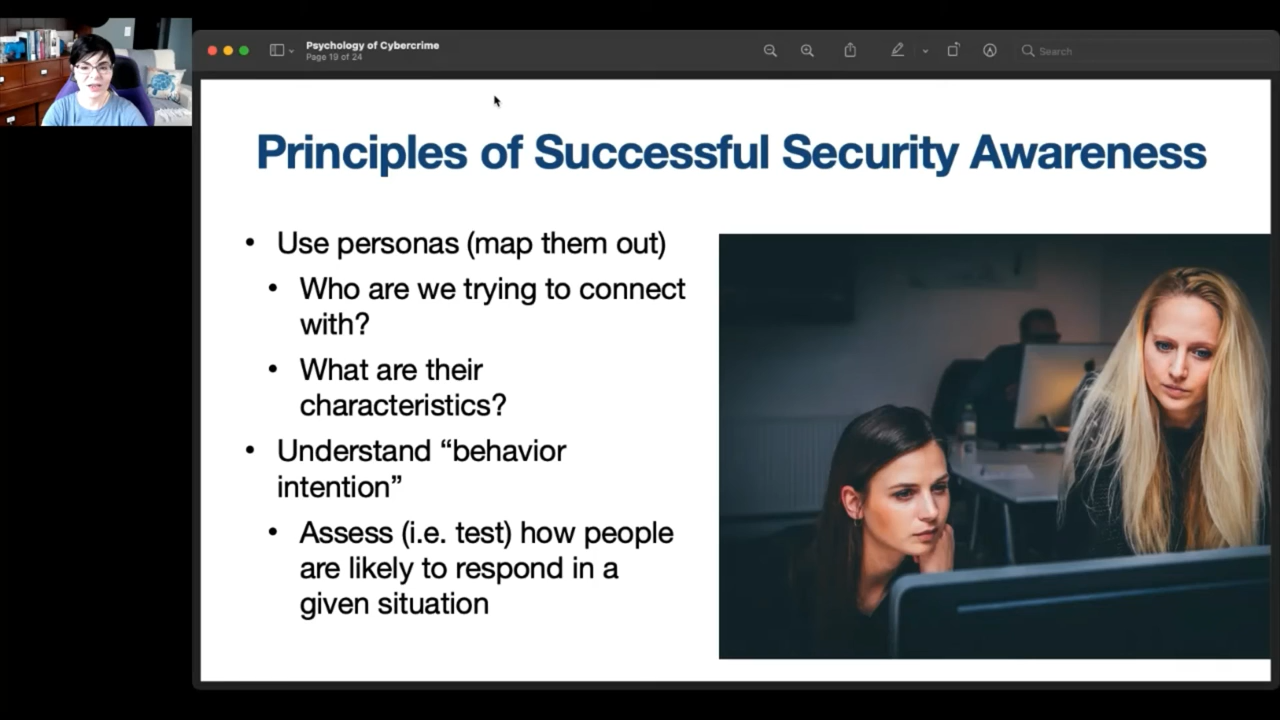 Psychology of Cybercrime
Page 19 of 24
Search
Principles of Successful Security Awareness
• Use personas (map them out)
• Who are we trying to connect
with?
• What are their
characteristics?
• Understand “behavior
intention”
• Assess (i.e. test) how people
are likely to respond in a
given situation